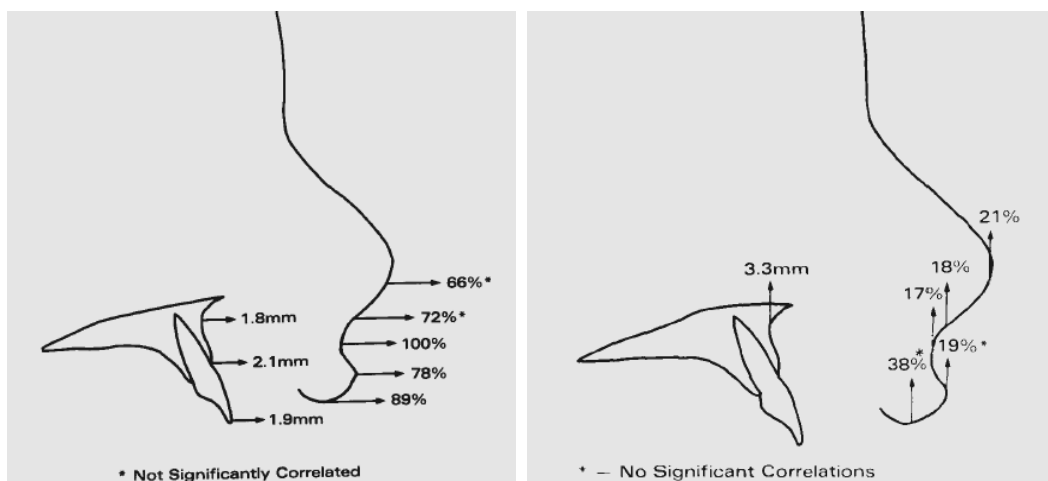 66%*
1.8mm
72%*
100%
2.1mm
78%
89%
1.9mm
* Not Significantly Correlated
21%
3.3mm
18%
17%
19% *
38% *
* – No Significant Correlations